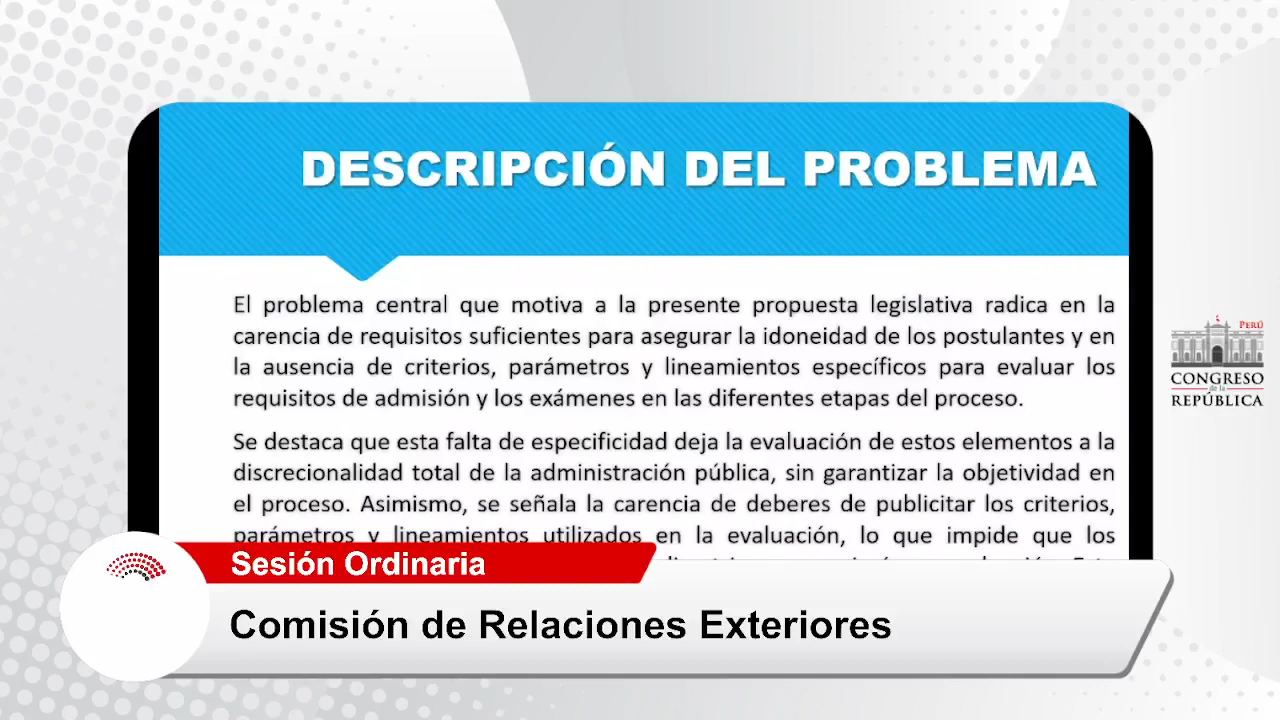 DESCRIPCIÓN DEL PROBLEMA
El problema central que motiva a la presente propuesta legislativa radica en la
carencia de requisitos suficientes para asegurar la idoneidad de los postulantes y en
la ausencia de criterios, parámetros y lineamientos específicos para evaluar los
requisitos de admisión y los exámenes en las diferentes etapas del proceso.
Se destaca que esta falta de especificidad deja la evaluación de estos elementos a la
discrecionalidad total de la administración pública, sin garantizar la objetividad en
el proceso. Asimismo, se señala la carencia de deberes de publicitar los criterios,
parámetros y lineamientos utilizados en la evaluación, lo que impide que los
PERÚ
CONGRESO
de la
REPÚBLICA
Sesión Ordinaria
Comisión de Relaciones Exteriores